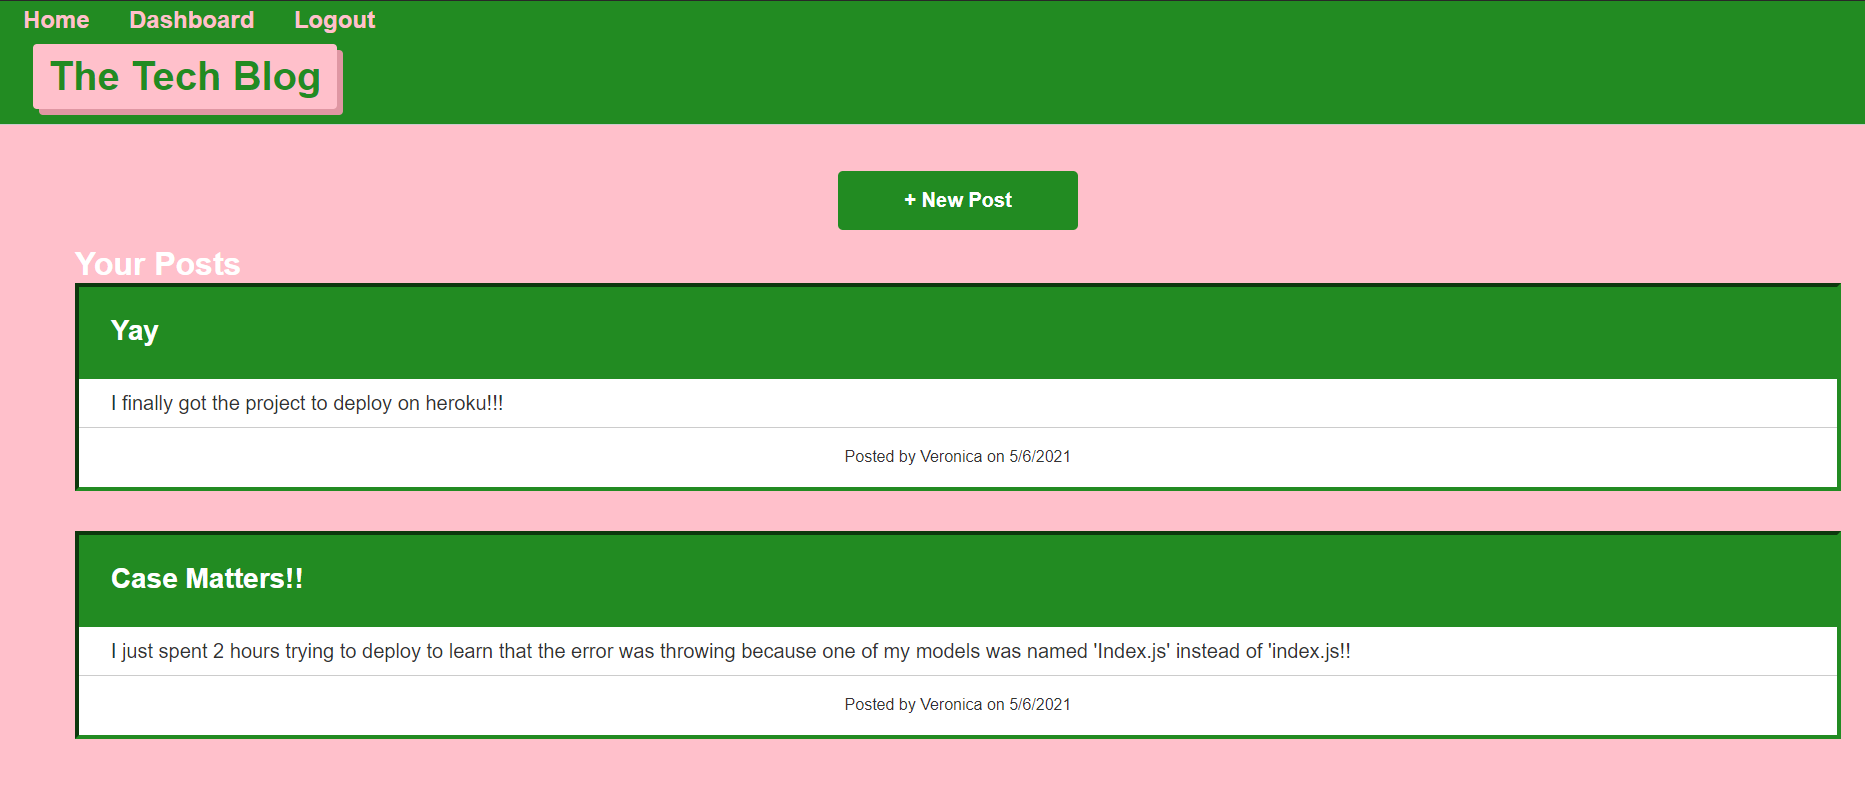 Home Dashboard Logout
The Tech Blog
+ New Post
Your Posts
Yay
I finally got the project to deploy on heroku!!!
Posted by Veronica on 5/6/2021
Case Matters!!
I just spent 2 hours trying to deploy to learn that the error was throwing because one of my models was named 'Index.js' instead of 'index.js!!
Posted by Veronica on 5/6/2021